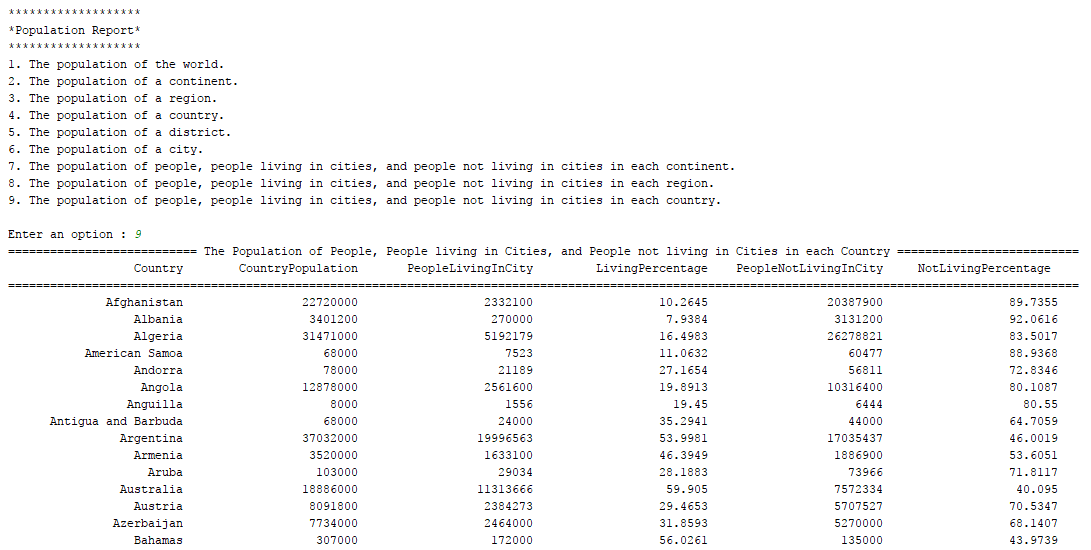 *******************
*Population Report*
*******************
1. The population of the world.
2. The population of a continent.
3. The population of a region.
4. The population of a country.
5. The population of a district.
6. The population of a city.
7. The population of people, people living in cities, and people not living in cities in each continent.
8. The population of people, people living in cities, and people not living in cities in each region.
9. The population of people, people living in cities, and people not living in cities in each country.
Enter an option : 9
=========================== The Population of People, People living in Cities, and People not living in Cities in each Country ==========================
Country CountryPopulation PeopleLivingInCity LivingPercentage PeopleNotLivingInCity NotLivingPercentage
=========================================================================================================================================================
Afghanistan 22720000 2332100 10.2645 20387900 89.7355
Albania 3401200 270000 7.9384 3131200 92.0616
Algeria 31471000 5192179 16.4983 26278821 83.5017
American Samoa 68000 7523 11.0632 60477 88.9368
Andorra 78000 21189 27.1654 56811 72.8346
Angola 12878000 2561600 19.8913 10316400 80.1087
Anguilla 8000 1556 19.45 6444 80.55
Antigua and Barbuda 68000 24000 35.2941 44000 64.7059
Argentina 37032000 19996563 53.9981 17035437 46.0019
Armenia 3520000 1633100 46.3949 1886900 53.6051
Aruba 103000 29034 28.1883 73966 71.8117
Australia 18886000 11313666 59.905 7572334 40.095
Austria 8091800 2384273 29.4653 5707527 70.5347
Azerbaijan 7734000 2464000 31.8593 5270000 68.1407
Bahamas 307000 172000 56.0261 135000 43.9739